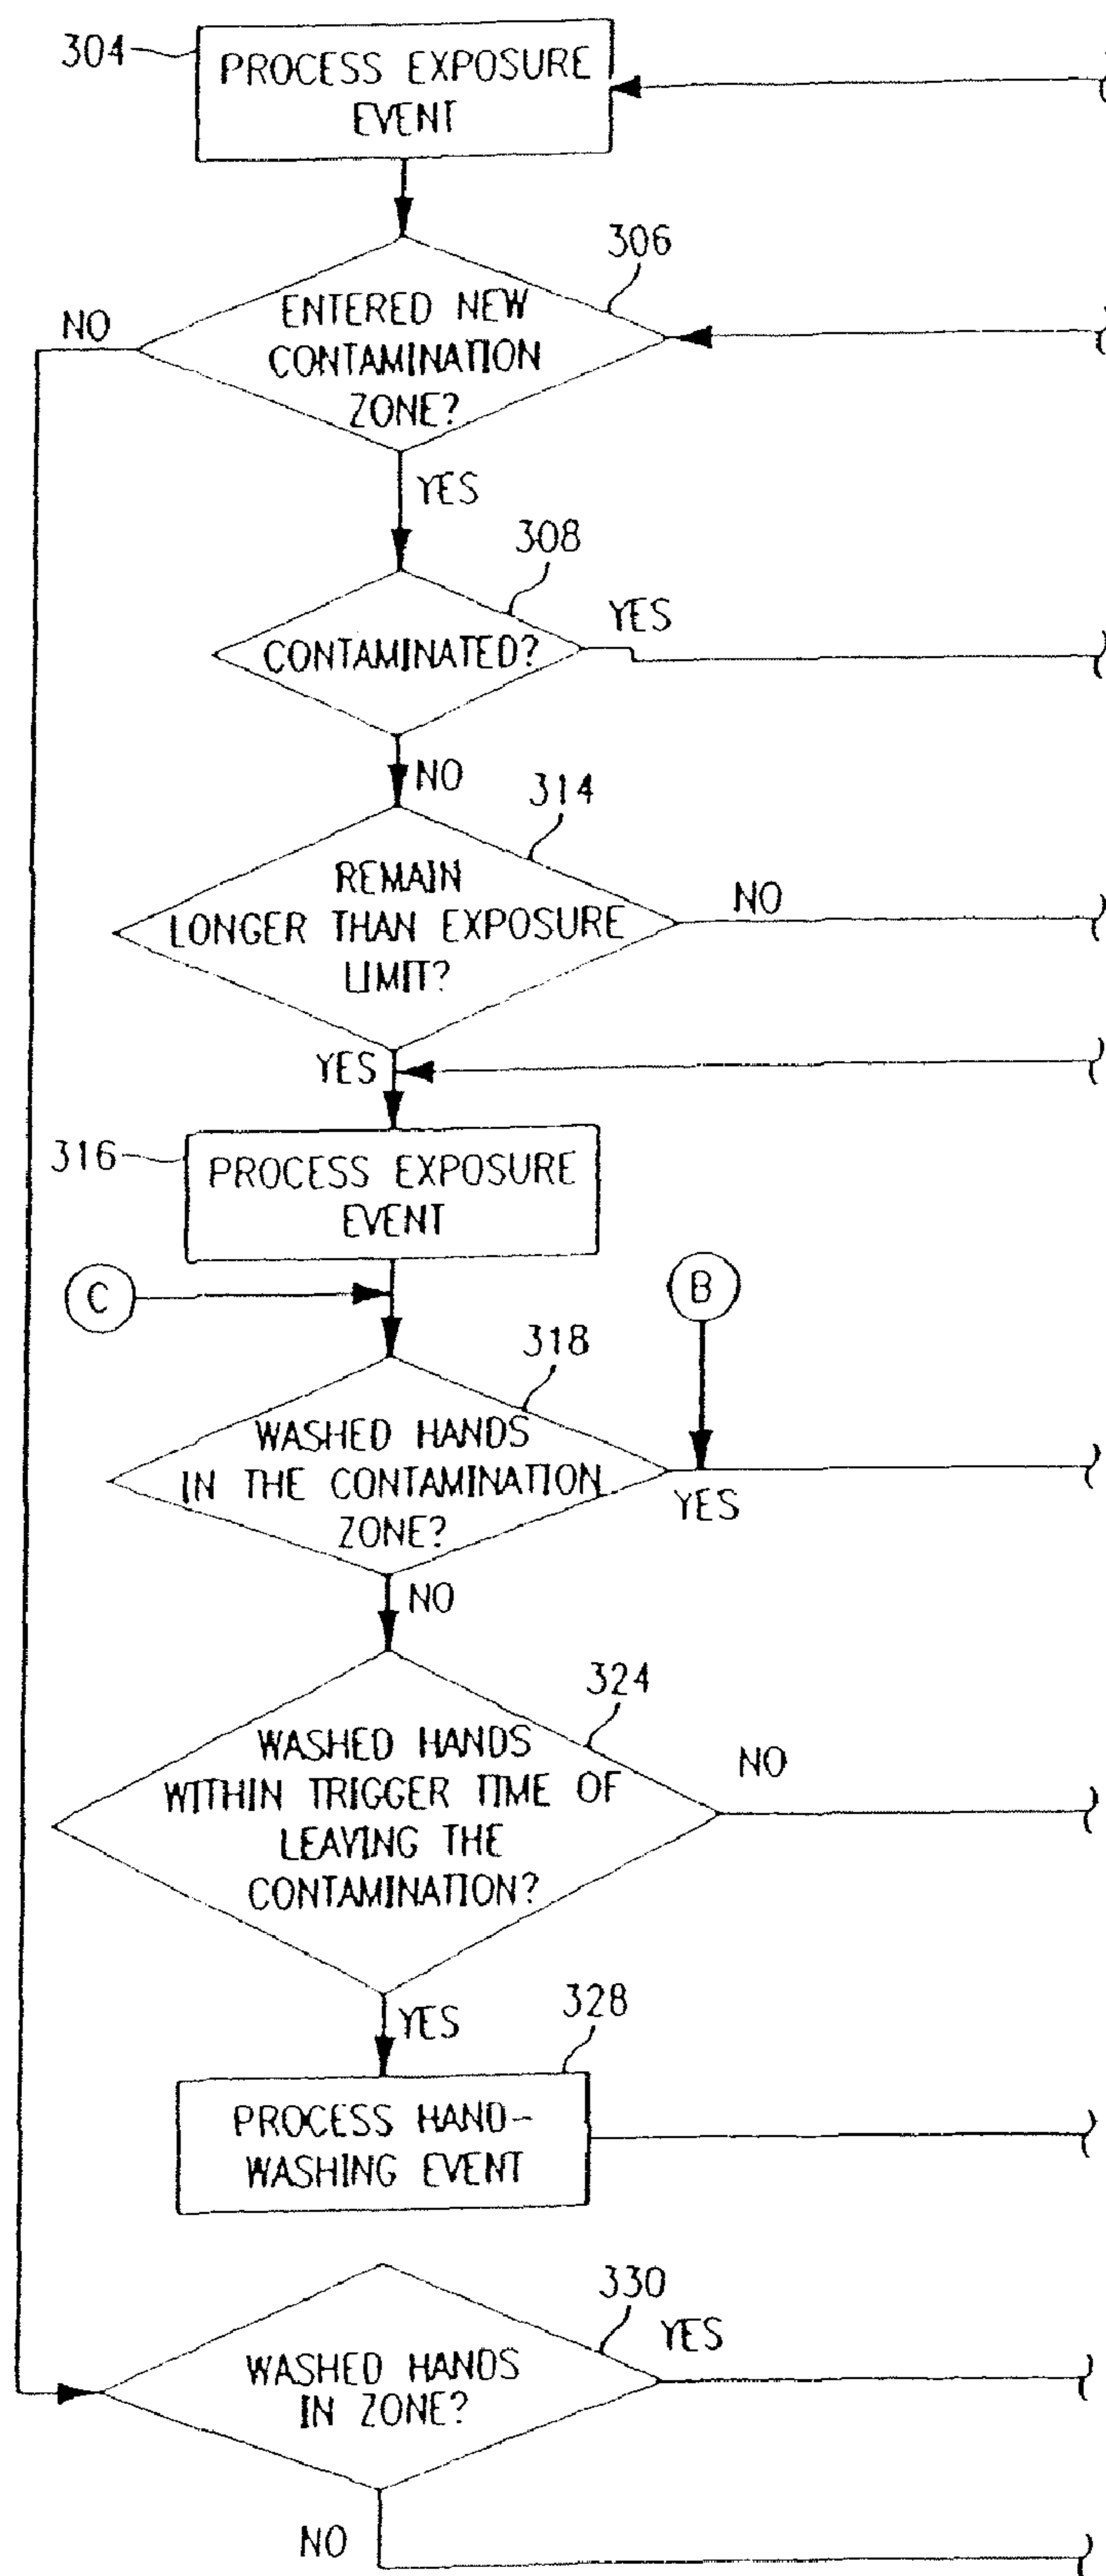 304
PROCESS EXPOSURE
EVENT
306
NO
ENTERED NEW
CONTAMINATION
ZONE?
YES
308
YES
CONTAMINATED?
NO
314
REMAIN
LONGER THAN EXPOSURE
LIMIT?
NO
YES
316
PROCESS EXPOSURE
EVENT
C
B
318
WASHED HANDS
IN THE CONTAMINATION
ZONE?
YES
NO
324
WASHED HANDS
WITHIN TRIGGER TIME OF
LEAVING THE
CONTAMINATION?
NO
YES
328
PROCESS HAND-
WASHING EVENT
330
YES
WASHED HANDS
IN ZONE?
NO